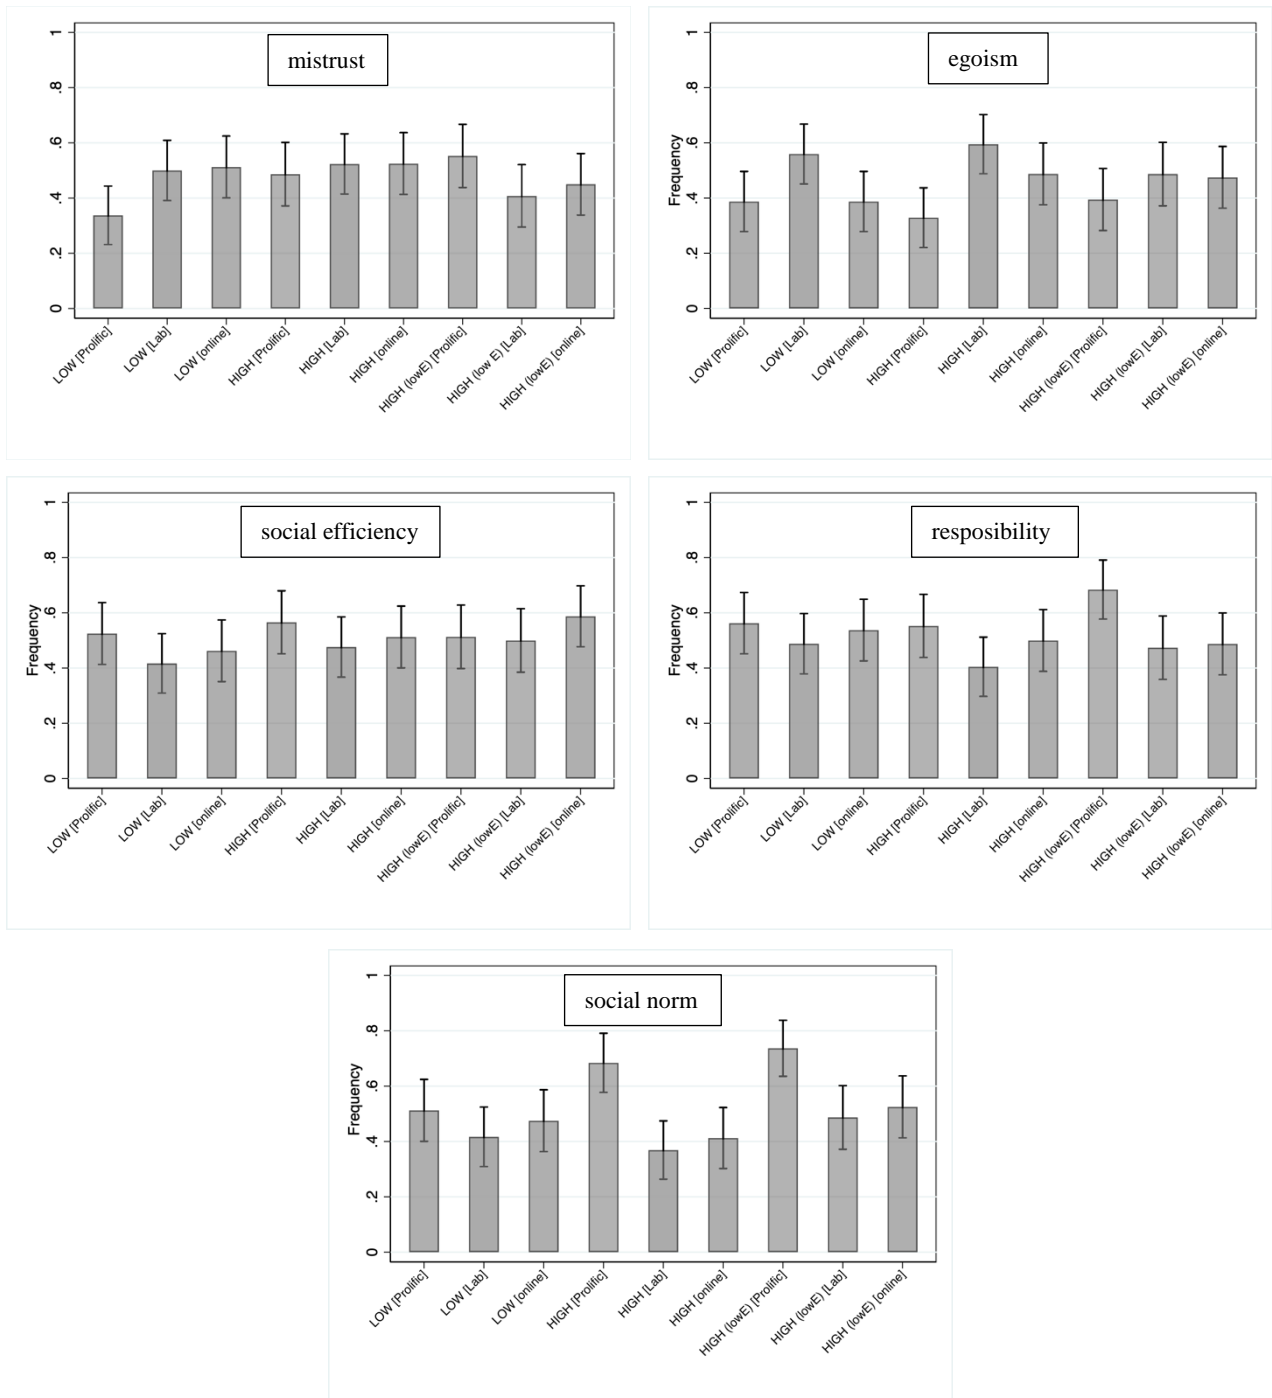 mistrust
1
.8
.6
.4
.2
0
LOW [Prolific]
LOW [Lab]
LOW [online]
HIGH [Prolific]
HIGH [Lab]
HIGH [online]
HIGH (lowE) [Prolific]
HIGH (low E) [Lab]
HIGH (lowE) [online]
egoism
Frequency
1
.8
.6
.4
.2
0
LOW [Prolific]
LOW [Lab]
LOW [online]
HIGH [Prolific]
HIGH [Lab]
HIGH [online]
HIGH (lowE) [Prolific]
HIGH (lowE) [Lab]
HIGH (lowE) [online]
social efficiency
Frequency
1
.8
.6
.4
.2
0
LOW [Prolific]
LOW [Lab]
LOW [online]
HIGH [Prolific]
HIGH [Lab]
HIGH [online]
HIGH (lowE) [Prolific]
HIGH (lowE) [Lab]
HIGH (lowE) [online]
resposibility
Frequency
1
.8
.6
.4
.2
0
LOW [Prolific]
LOW [Lab]
LOW [online]
HIGH [Prolific]
HIGH [Lab]
HIGH [online]
HIGH (lowE) [Prolific]
HIGH (lowE) [Lab]
HIGH (lowE) [online]
social norm
Frequency
1
.8
.6
.4
.2
0
LOW [Prolific]
LOW [Lab]
LOW [online]
HIGH [Prolific]
HIGH [Lab]
HIGH [online]
HIGH (lowE) [Prolific]
HIGH (lowE) [Lab]
HIGH (lowE) [online]